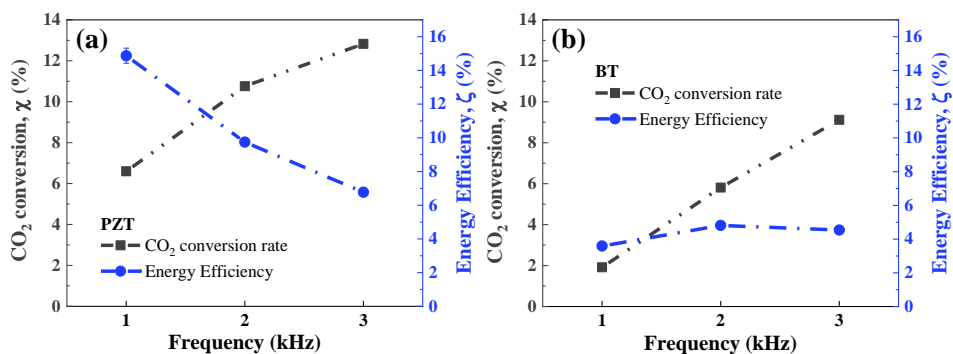 (a)
CO₂ conversion, χ (%)
14
12
10
8
6
4
2
0
PZT
CO₂ conversion rate
Energy Efficiency
1
2
3
Frequency (kHz)
16
14
12
10
8
6
4
2
0
Energy Efficiency, ζ (%)
(b)
CO₂ conversion, χ (%)
14
12
10
8
6
4
2
0
BT
CO₂ conversion rate
Energy Efficiency
1
2
3
Frequency (kHz)
16
14
12
10
8
6
4
2
0
Energy Efficiency, ζ (%)